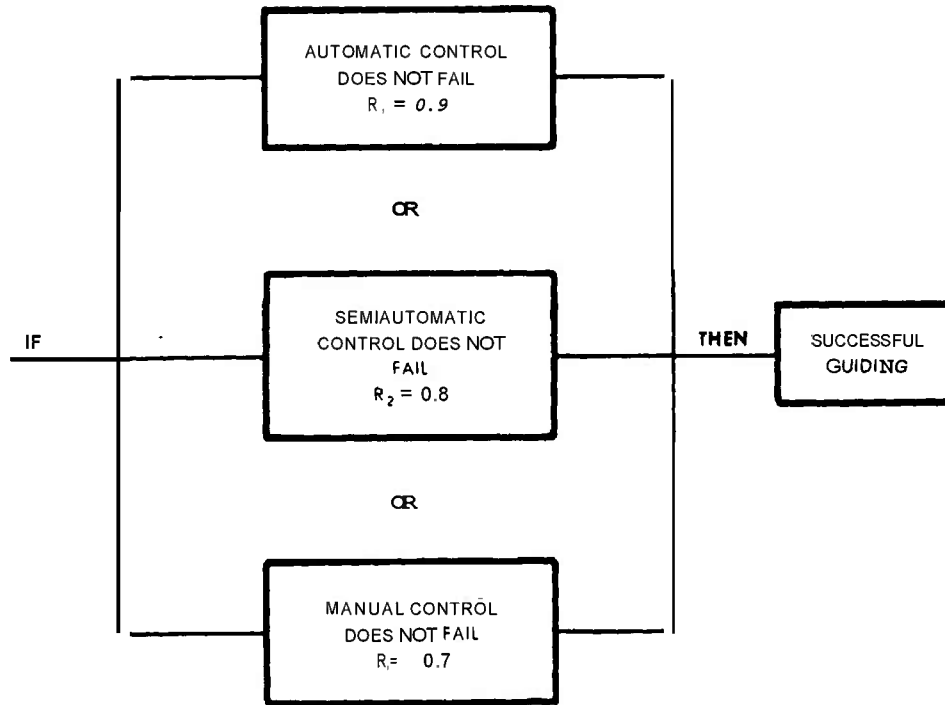 AUTOMATIC CONTROL
DOES NOT FAIL
R₁ = 0.9
OR
IF
SEMIAUTOMATIC
CONTROL DOES NOT
FAIL
R₂ = 0.8
THEN
SUCCESSFUL
GUIDING
OR
MANUAL CONTROL
DOES NOT FAIL
R = 0.7